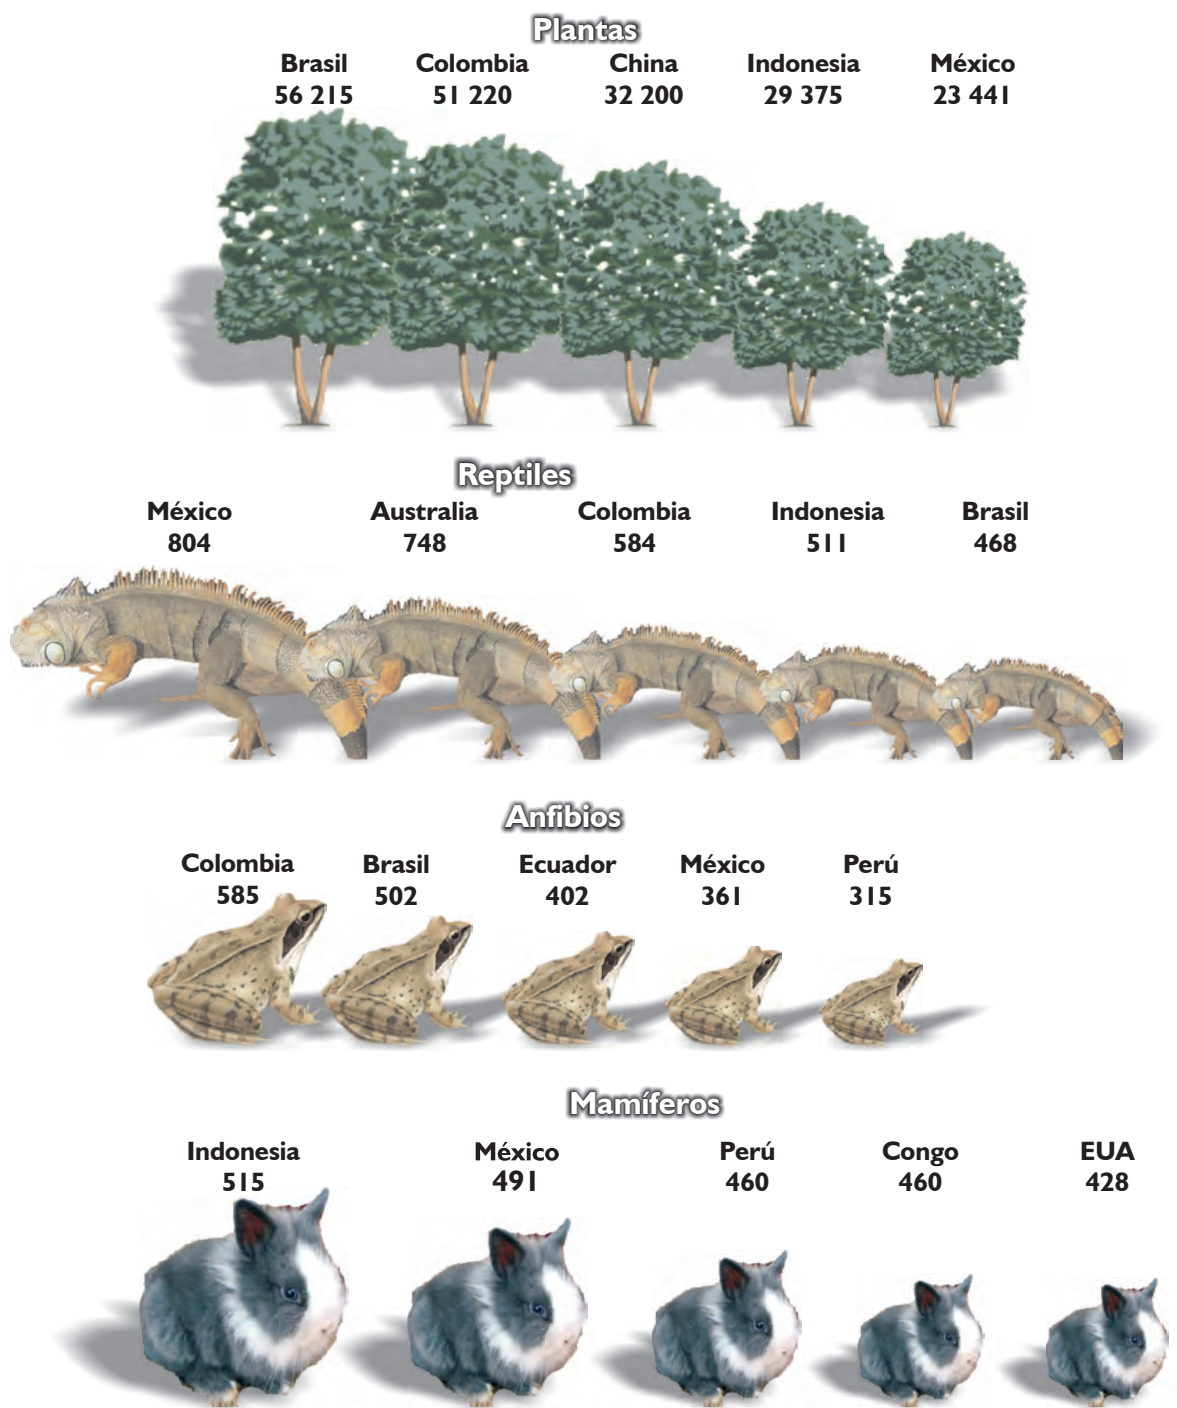 Plantas
Brasil Colombia China Indonesia México
56 215 51 220 32 200 29 375 23 441
Reptiles
México Australia Colombia Indonesia Brasil
804 748 584 511 468
Anfibios
Colombia Brasil Ecuador México Perú
585 502 402 361 315
Mamíferos
Indonesia México Perú Congo EUA
515 491 460 460 428